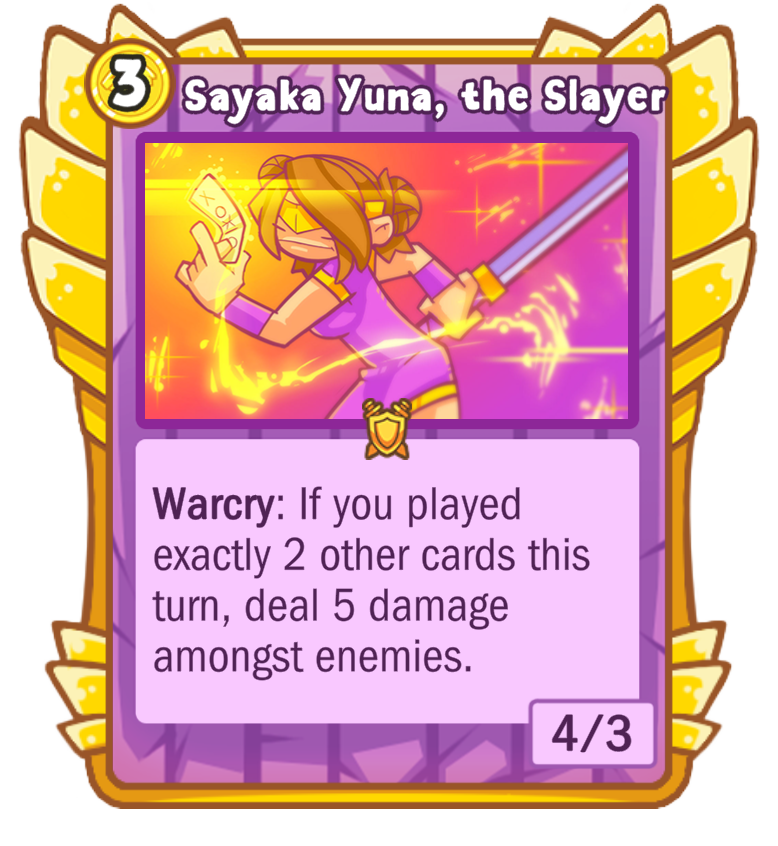 3
Sayaka Yuna, the Slayer
Warcry: If you played
exactly 2 other cards this
turn, deal 5 damage
amongst enemies.
4/3